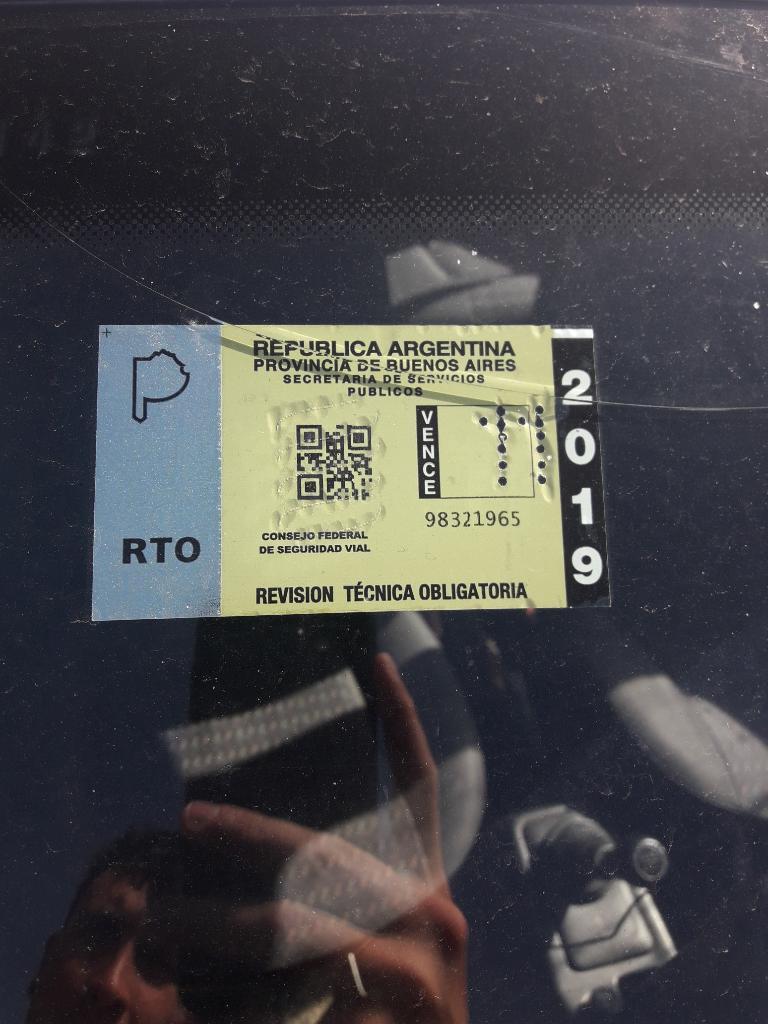 REPUBLICA ARGENTINA
PROVINCIA DE BUENOS AIRES
SECRETARIA DE SERVICIOS
PUBLICOS
VENCE
98321965
CONSEJO FEDERAL
DE SEGURIDAD VIAL
RTO
REVISION TÉCNICA OBLIGATORIA
2019